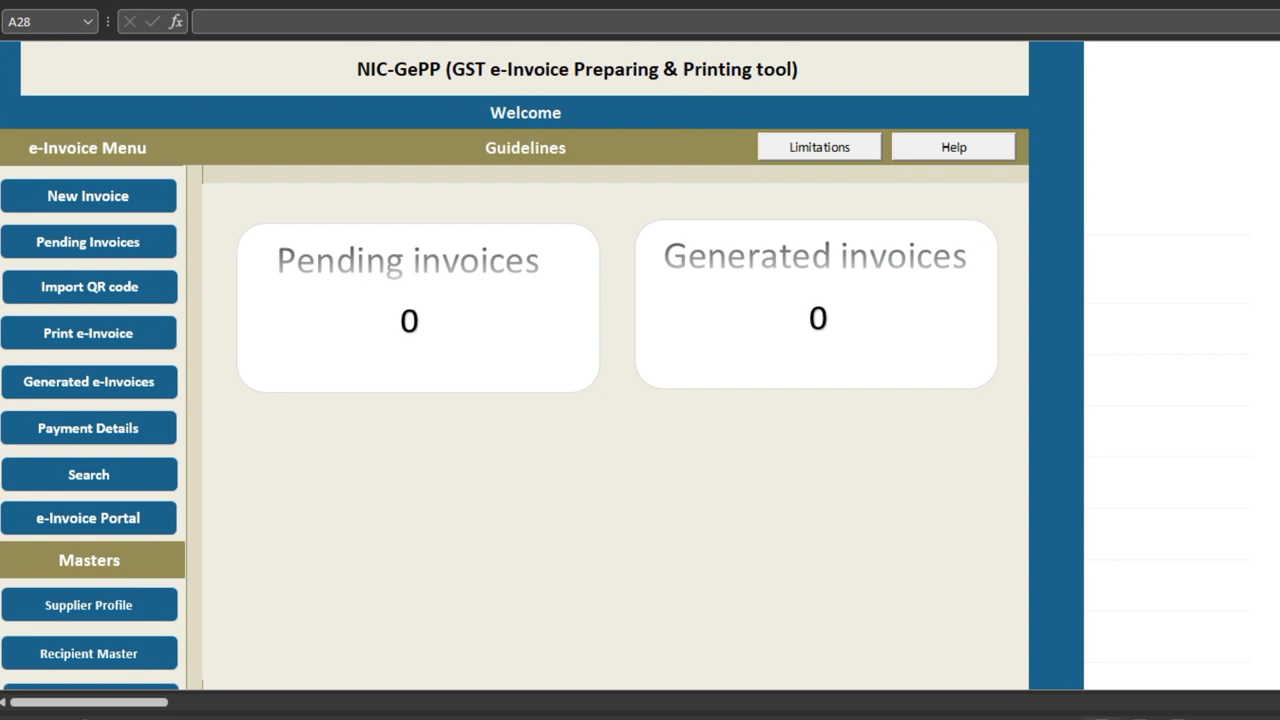 A28
fx
NIC-GePP (GST e-Invoice Preparing & Printing tool)
Welcome
e-Invoice Menu
Guidelines
Limitations
Help
New Invoice
Pending Invoices
Import QR code
Print e-Invoice
Generated e-Invoices
Payment Details
Search
e-Invoice Portal
Masters
Supplier Profile
Recipient Master
Pending invoices
0
Generated invoices
0